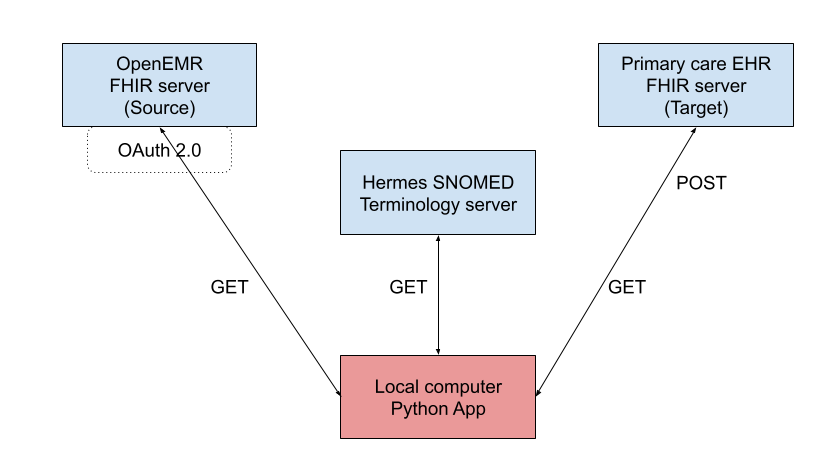 OpenEMR
FHIR server
(Source)
OAuth 2.0
Primary care EHR
FHIR server
(Target)
Hermes SNOMED
Terminology server
POST
GET
GET
GET
Local computer
Python App